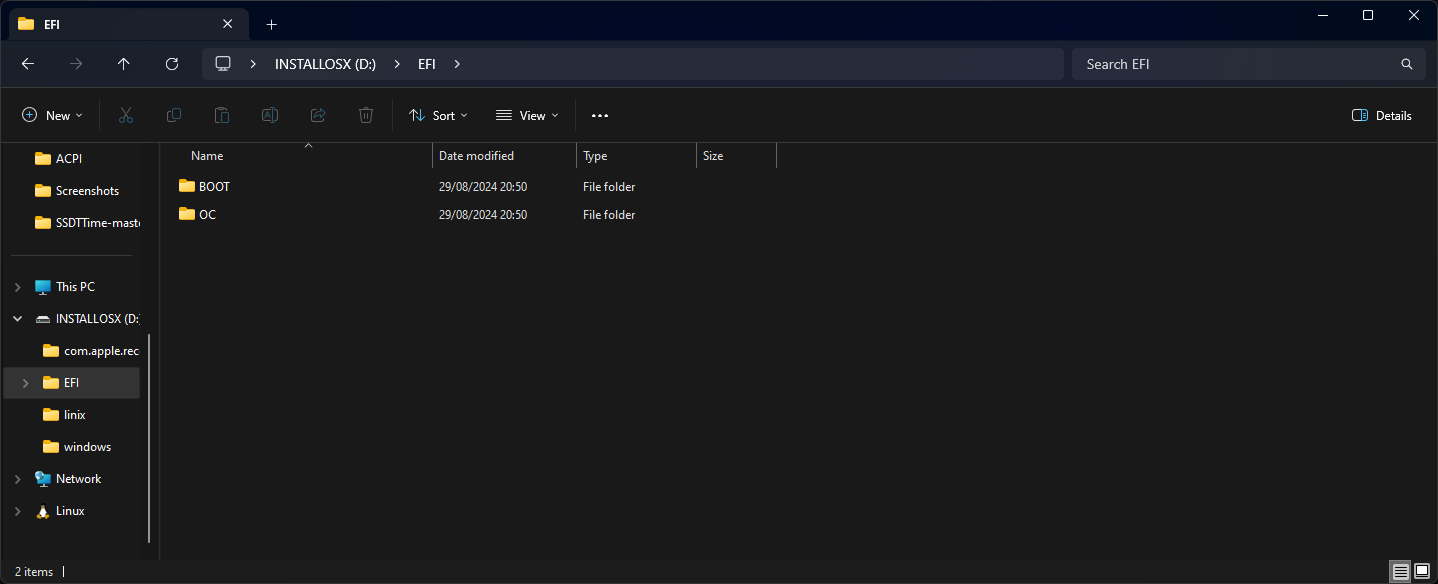 EFI
INSTALLOSX (D:) EFI
Search EFI
New
Sort
View
Details
ACPI
Screenshots
SSDTTime-maste
This PC
INSTALLOSX (D:)
com.apple.rec
EFI
linix
windows
Network
Linux
Name Date modified Type Size
BOOT 29/08/2024 20:50 File folder
OC 29/08/2024 20:50 File folder
2 items